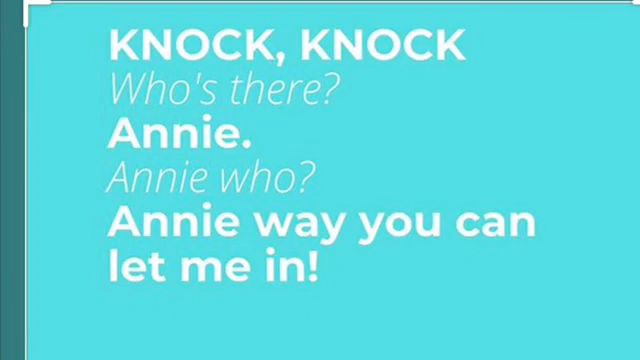 KNOCK, KNOCK
Who's there?
Annie.
Annie who?
Annie way you can
let me in!